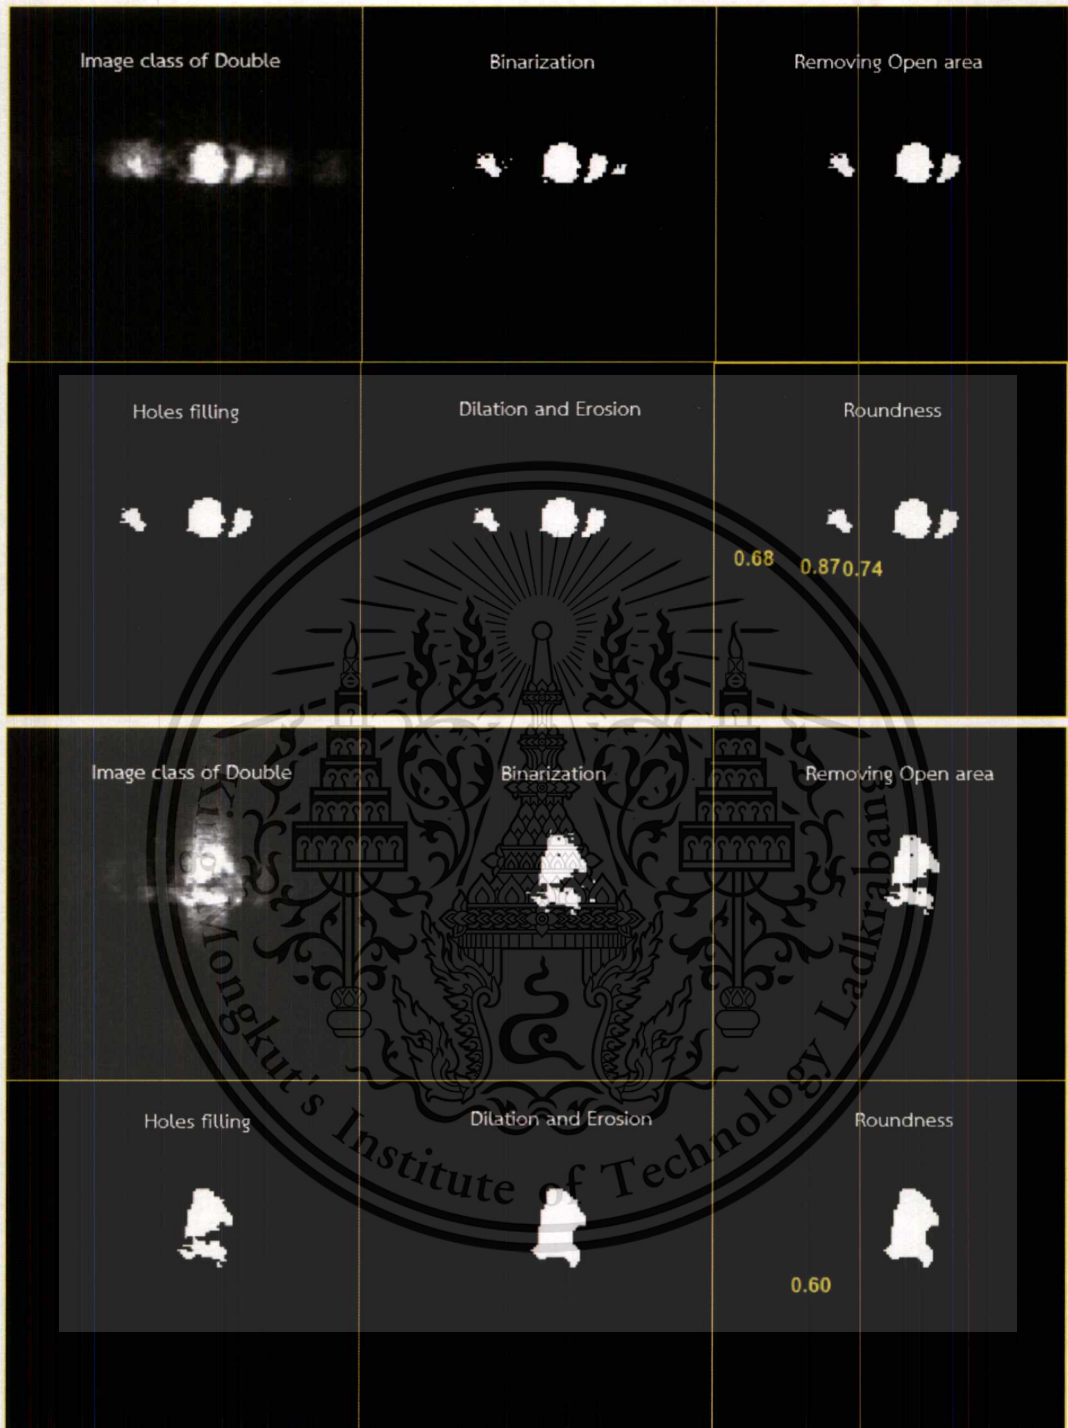 Image class of Double
Binarization
Removing Open area
Holes filling
Dilation and Erosion
Roundness
0.68
0.87
0.74
Image class of Double
Binarization
Removing Open area
Holes filling
Dilation and Erosion
Roundness
0.60
King Mongkut's Institute of Technology Ladkrabang